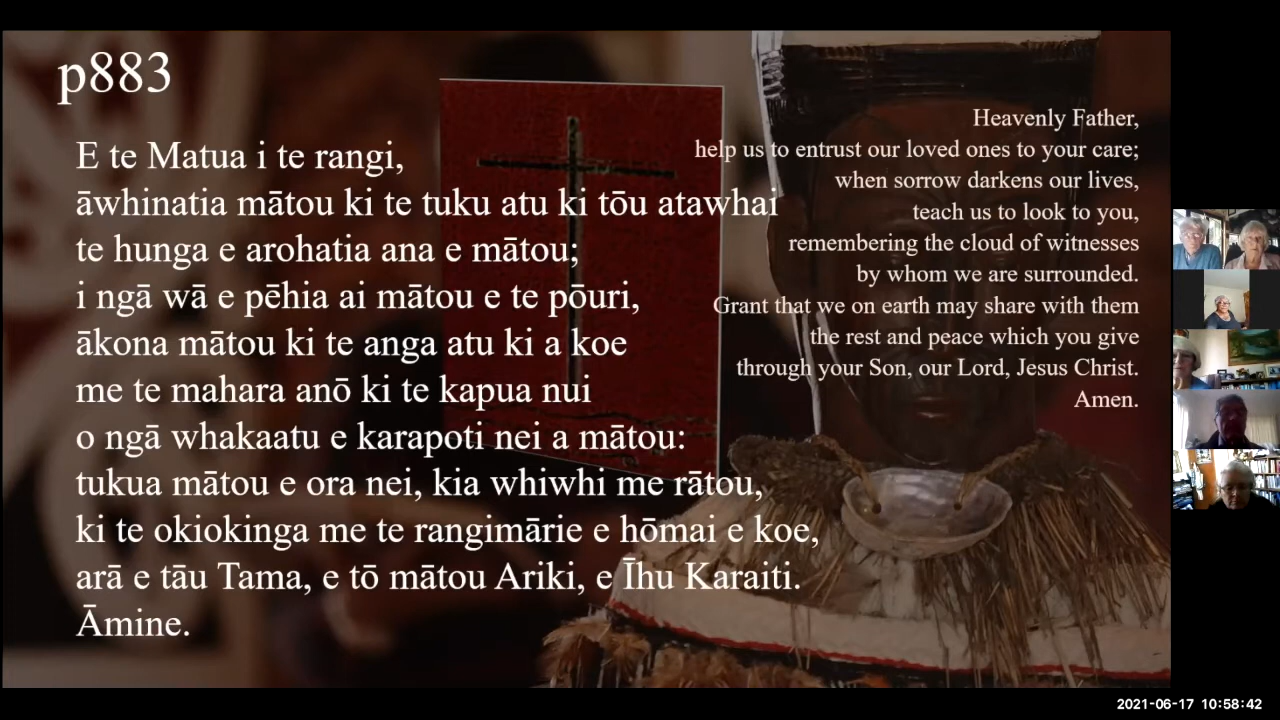 p883
E te Matua i te rangi,
āwhinatia mātou ki te tuku atu ki tōu atawhai
te hunga e arohatia ana e mātou;
i ngā wā e pēhia ai mātou e te pōuri,
ākona mātou ki te anga atu ki a koe
me te mahara anō ki te kapua nui
o ngā whakaatu e karapoti nei a mātou:
tukua mātou e ora nei, kia whiwhi me rātou,
ki te okiokinga me te rangimārie e hōmai e koe,
arā e tāu Tama, e tō mātou Ariki, e Īhu Karaiti.
Āmine.
Heavenly Father,
help us to entrust our loved ones to your care;
when sorrow darkens our lives,
teach us to look to you,
remembering the cloud of witnesses
by whom we are surrounded.
Grant that we on earth may share with them
the rest and peace which you give
through your Son, our Lord, Jesus Christ.
Amen.
2021-06-17 10:58:42